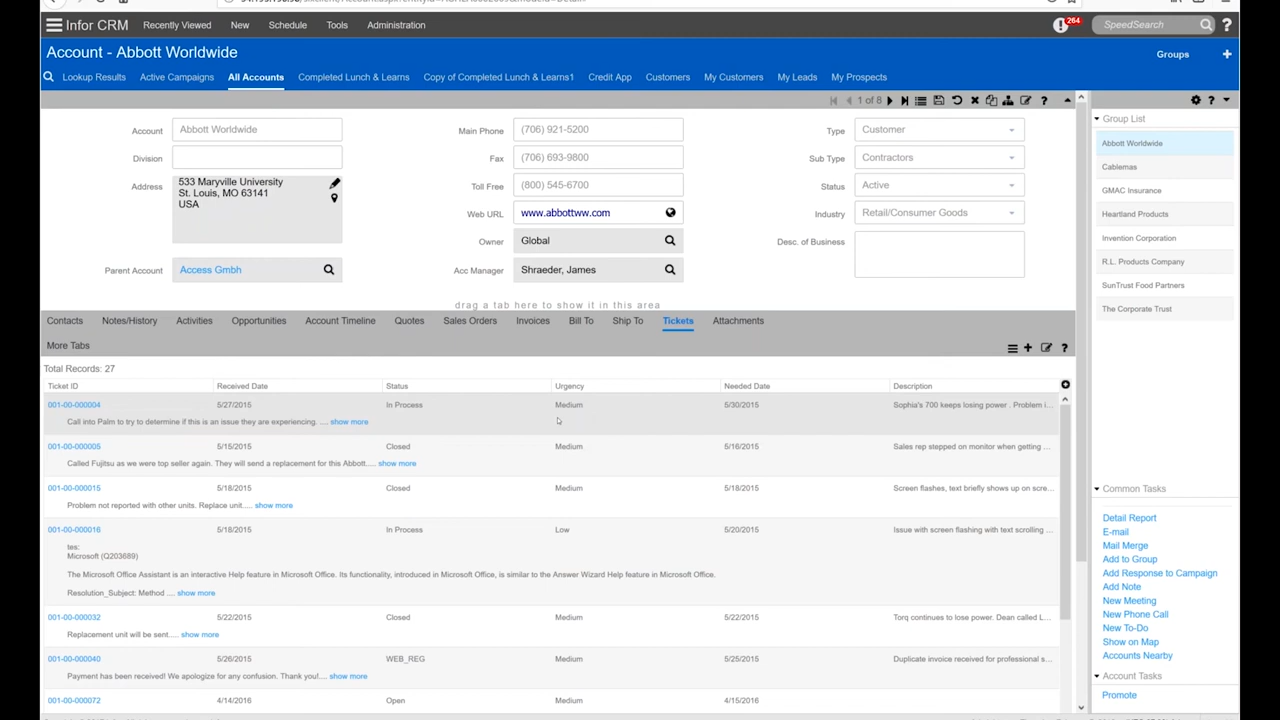 Infor CRM Recently Viewed New Schedule Tools Administration 264 SpeedSearch ?
Account - Abbott Worldwide Groups +
Lookup Results Active Campaigns All Accounts Completed Lunch & Learns Copy of Completed Lunch & Learns1 Credit App Customers My Customers My Leads My Prospects
1 of 8 ? ?
Account Abbott Worldwide Main Phone (706) 921-5200 Type Customer
Division Fax (706) 693-9800 Sub Type Contractors
Address 533 Maryville University Toll Free (800) 545-6700 Status Active
St. Louis, MO 63141
USA
Web URL www.abbottww.com Industry Retail/Consumer Goods
Owner Global Desc. of Business
Parent Account Access Gmbh Acc Manager Shraeder, James
drag a tab here to show it in this area
Contacts Notes/History Activities Opportunities Account Timeline Quotes Sales Orders Invoices Bill To Ship To Tickets Attachments
More Tabs
+ ?
Total Records: 27
Ticket ID Received Date Status Urgency Needed Date Description
001-00-000004 5/27/2015 In Process Medium 5/30/2015 Sophia's 700 keeps losing power . Problem i...
Call into Palm to try to determine if this is an issue they are experiencing. ... show more
001-00-000005 5/15/2015 Closed Medium 5/16/2015 Sales rep stepped on monitor when getting ...
Called Fujitsu as we were top seller again. They will send a replacement for this Abbott.... show more
001-00-000015 5/18/2015 Closed Medium 5/18/2015 Screen flashes, text briefly shows up on scre...
Problem not reported with other units. Replace unit.... show more
001-00-000016 5/18/2015 In Process Low 5/20/2015 Issue with screen flashing with text scrolling ...
tes:
Microsoft (Q203689)
The Microsoft Office Assistant is an interactive Help feature in Microsoft Office. Its functionality, introduced in Microsoft Office, is similar to the Answer Wizard Help feature in Microsoft Office.
Resolution_Subject: Method .... show more
001-00-000032 5/22/2015 Closed Medium 5/22/2015 Torq continues to lose power. Dean called L...
Replacement unit will be sent.... show more
001-00-000040 5/26/2015 WEB_REG Medium 5/25/2015 Duplicate invoice received for professional s...
Payment has been received! We apologize for any confusion. Thank you!.... show more
001-00-000072 4/14/2016 Open Medium 4/15/2016
Group List
Abbott Worldwide
Cablemas
GMAC Insurance
Heartland Products
Invention Corporation
R.L. Products Company
SunTrust Food Partners
The Corporate Trust
Common Tasks
Detail Report
E-mail
Mail Merge
Add to Group
Add Response to Campaign
Add Note
New Meeting
New Phone Call
New To-Do
Show on Map
Accounts Nearby
Account Tasks
Promote